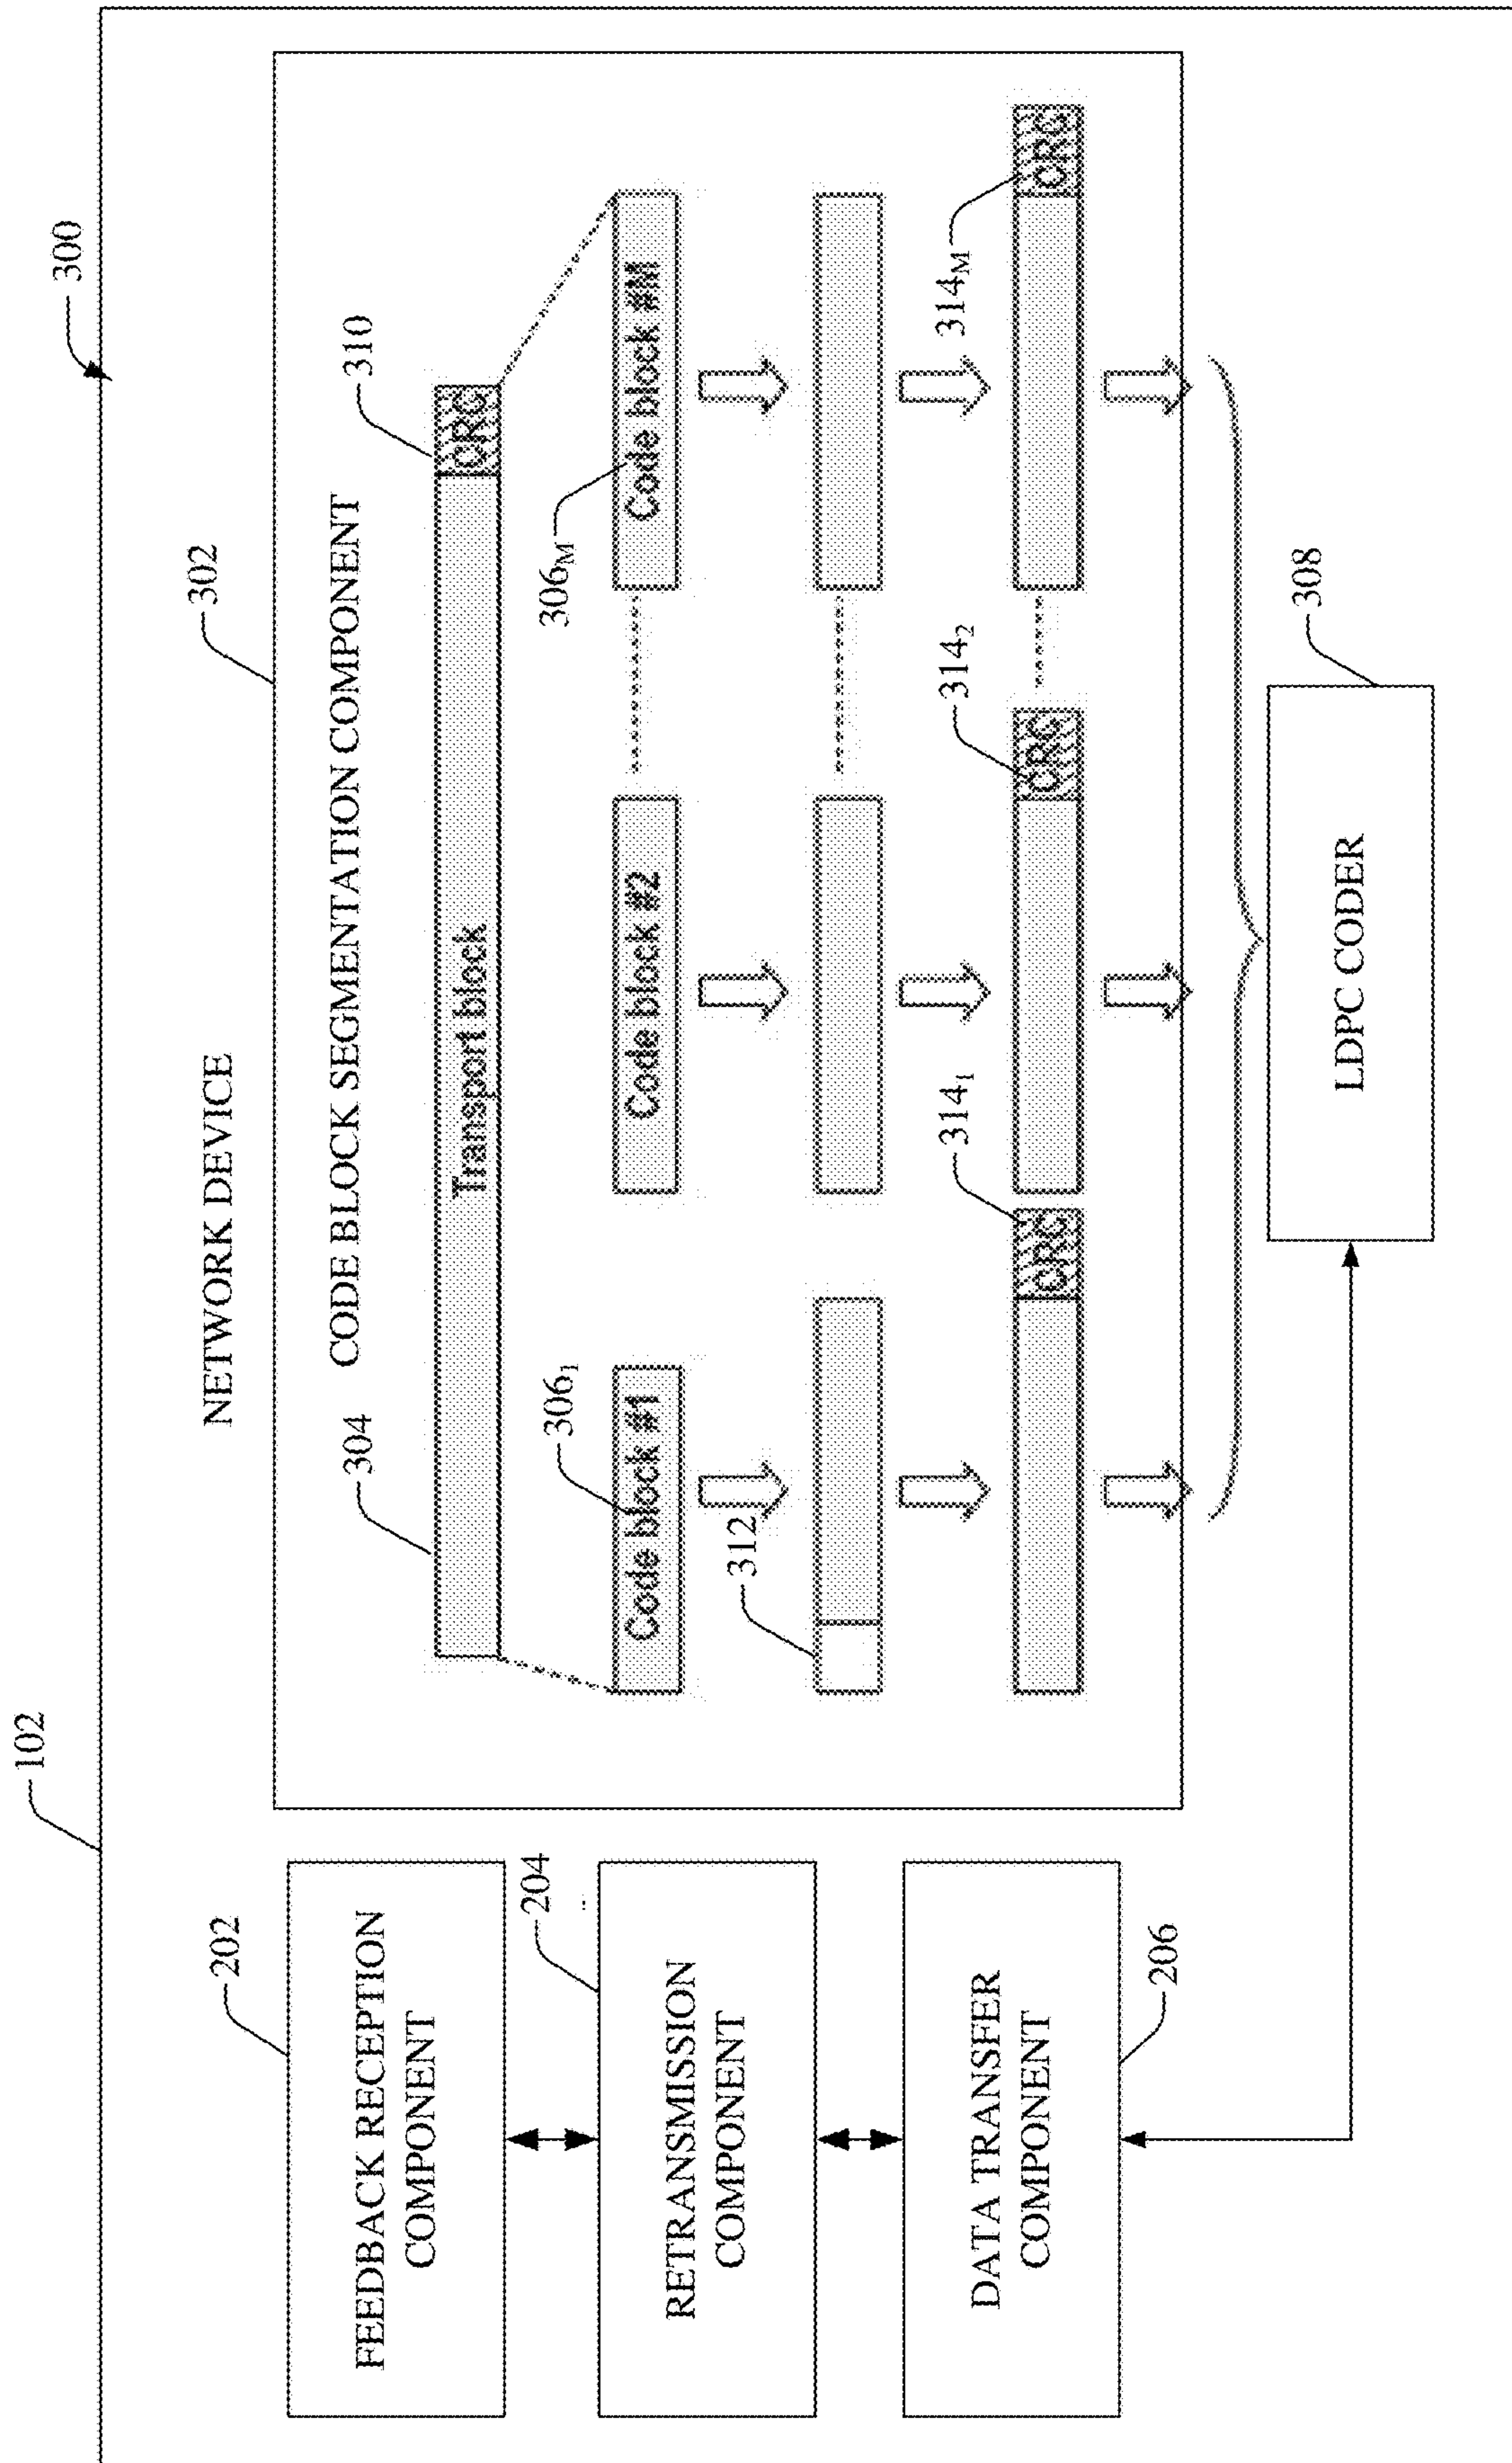 300
102
NETWORK DEVICE
302
202
FEEDBACK RECEPTION
COMPONENT
204
RETRANSMISSION
COMPONENT
DATA TRANSFER
COMPONENT
206
304
CODE BLOCK SEGMENTATION COMPONENT
310
Transport block
CRC
306₁
306M
Code block #1
Code block #2
Code block #M
312
314₁
314₂
314M
CRC
CRC
CRC
308
LDPC CODER